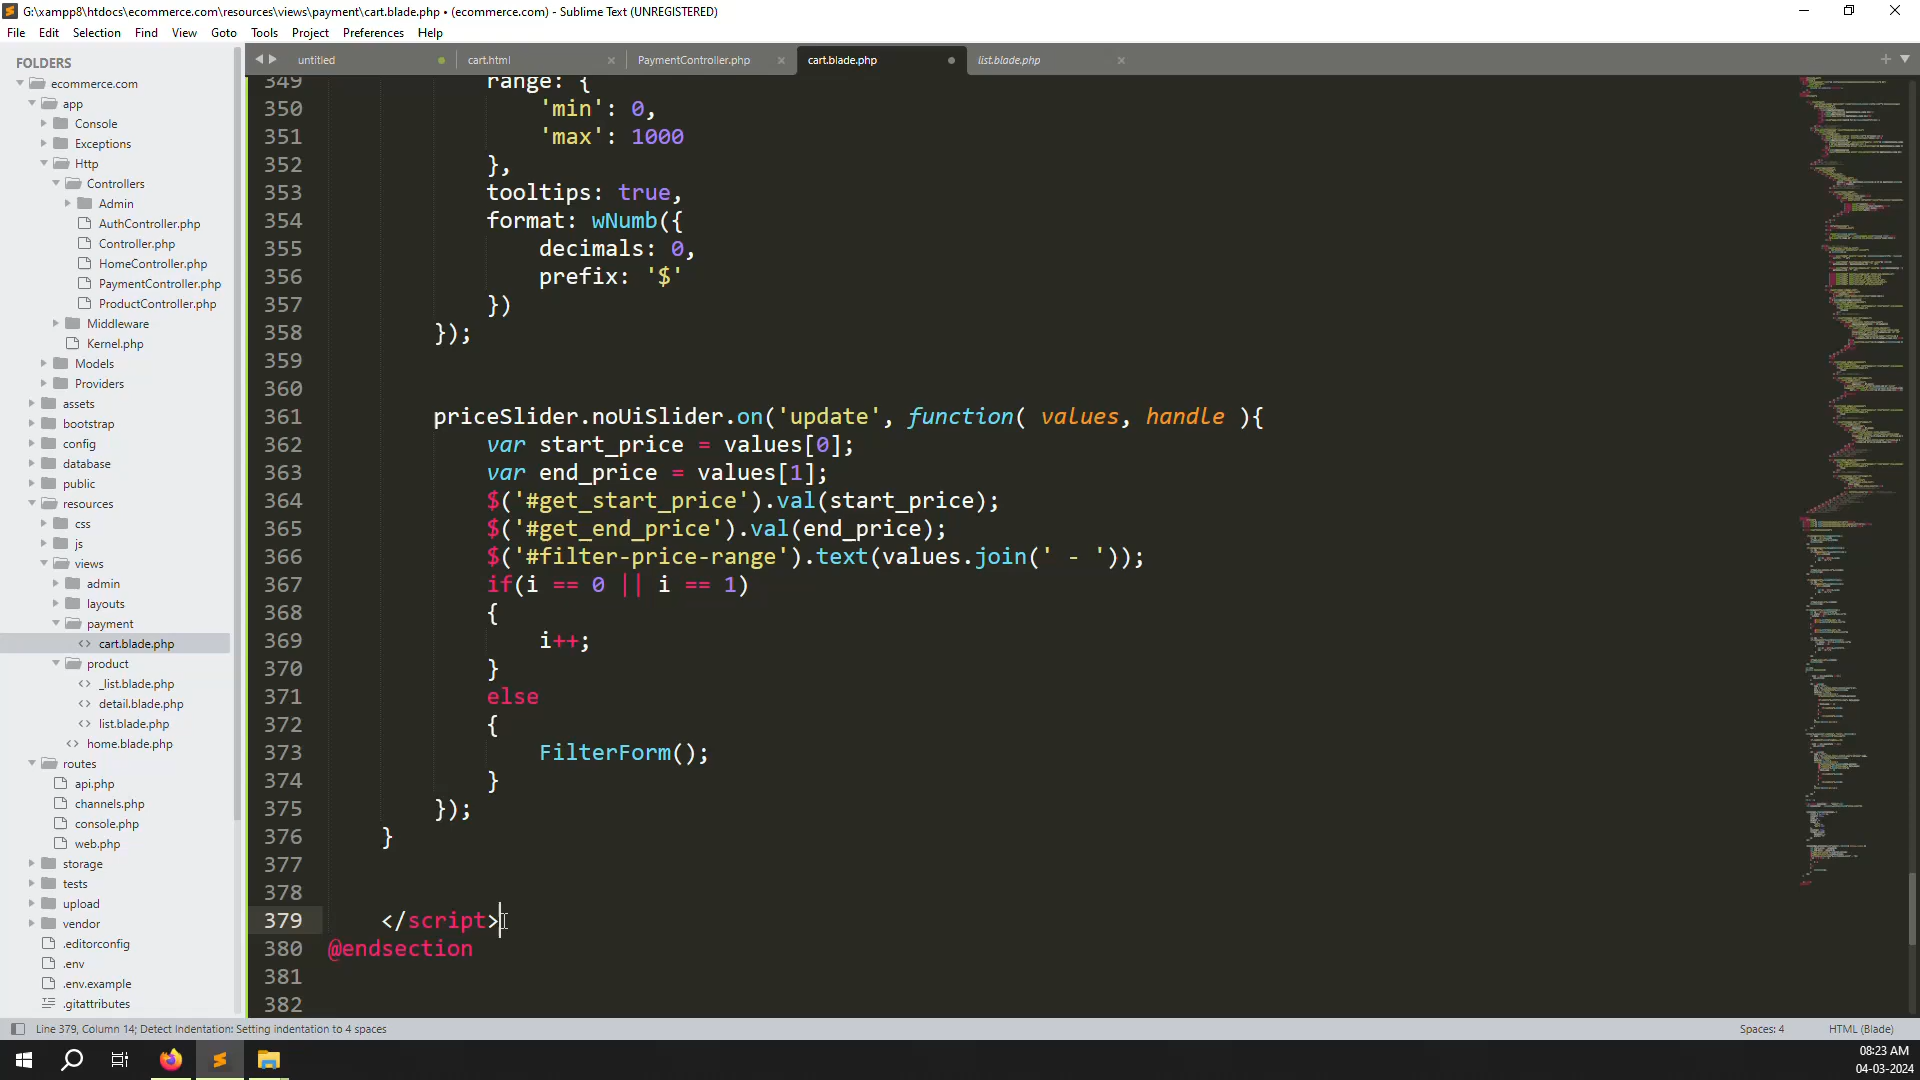 G:\xampp8\htdocs\ecommerce.com\resources\views\payment\cart.blade.php • (ecommerce.com) - Sublime Text (UNREGISTERED)
File Edit Selection Find View Goto Tools Project Preferences Help
FOLDERS
ecommerce.com
app
Console
Exceptions
Http
Controllers
Admin
AuthController.php
Controller.php
HomeController.php
PaymentController.php
ProductController.php
Middleware
Kernel.php
Models
Providers
assets
bootstrap
config
database
public
resources
css
js
views
admin
layouts
payment
cart.blade.php
product
_list.blade.php
detail.blade.php
list.blade.php
home.blade.php
routes
api.php
channels.php
console.php
web.php
storage
tests
upload
vendor
.editorconfig
.env
.env.example
.gitattributes
untitled cart.html PaymentController.php cart.blade.php list.blade.php
349 range: {
350 'min': 0,
351 'max': 1000
352 },
353 tooltips: true,
354 format: wNumb({
355 decimals: 0,
356 prefix: '$'
357 })
358 });
359
360
361 priceSlider.noUiSlider.on('update', function( values, handle ){
362 var start_price = values[0];
363 var end_price = values[1];
364 $('#get_start_price').val(start_price);
365 $('#get_end_price').val(end_price);
366 $('#filter-price-range').text(values.join(' - '));
367 if(i == 0 || i == 1)
368 {
369 i++;
370 }
371 else
372 {
373 FilterForm();
374 }
375 });
376 }
377
378
379 </script>
380 @endsection
381
382
Line 379, Column 14; Detect Indentation: Setting indentation to 4 spaces
Spaces: 4 HTML (Blade)
08:23 AM
04-03-2024